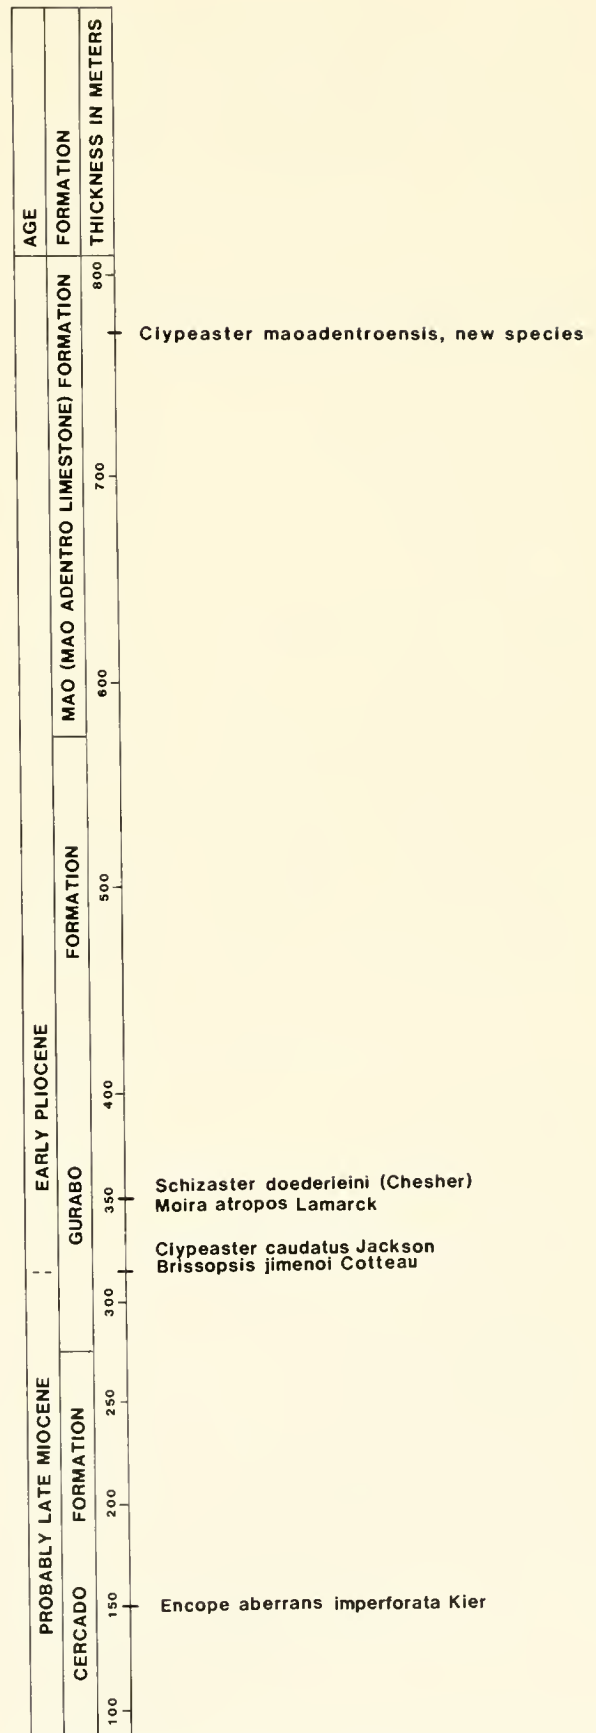 AGE
FORMATION
THICKNESS IN METERS
EARLY PLIOCENE
PROBABLY LATE MIOCENE
MAO (MAO ADENTRO LIMESTONE) FORMATION
GURABO FORMATION
CERCADO FORMATION
800
Clypeaster maoadentroensis, new species
700
600
500
400
350
Schizaster doederleini (Chesher)
Moira atropos Lamarck
Clypeaster caudatus Jackson
Brissopsis jimenoi Cotteau
300
250
200
150
Encope aberrans imperforata Kier
100